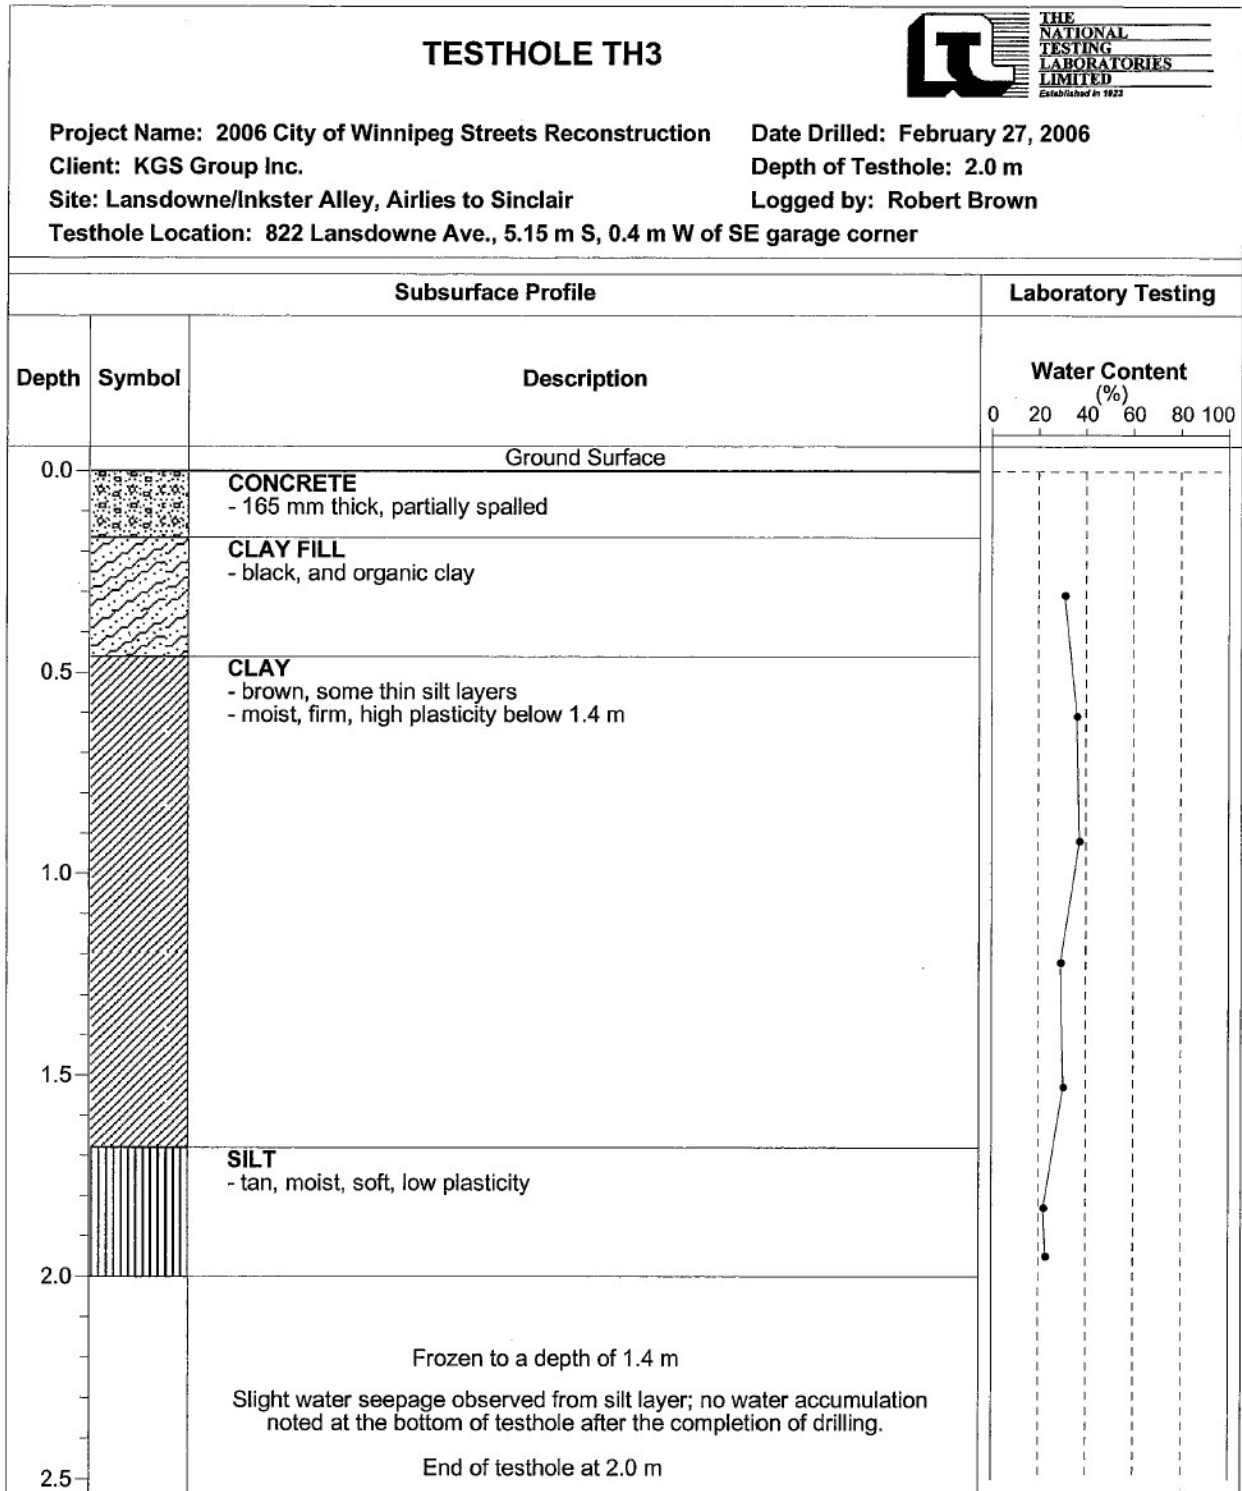 TESTHOLE TH3
THE
NATIONAL
TESTING
LABORATORIES
LIMITED
Established in 1923
Project Name: 2006 City of Winnipeg Streets Reconstruction
Date Drilled: February 27, 2006
Client: KGS Group Inc.
Depth of Testhole: 2.0 m
Site: Lansdowne/Inkster Alley, Airlies to Sinclair
Logged by: Robert Brown
Testhole Location: 822 Lansdowne Ave., 5.15 m S, 0.4 m W of SE garage corner
Subsurface Profile
Laboratory Testing
Depth
Symbol
Description
Water Content
(%)
0 20 40 60 80 100
Ground Surface
0.0
CONCRETE
- 165 mm thick, partially spalled
CLAY FILL
- black, and organic clay
0.5
CLAY
- brown, some thin silt layers
- moist, firm, high plasticity below 1.4 m
1.0
1.5
SILT
- tan, moist, soft, low plasticity
2.0
Frozen to a depth of 1.4 m
Slight water seepage observed from silt layer; no water accumulation
noted at the bottom of testhole after the completion of drilling.
End of testhole at 2.0 m
2.5